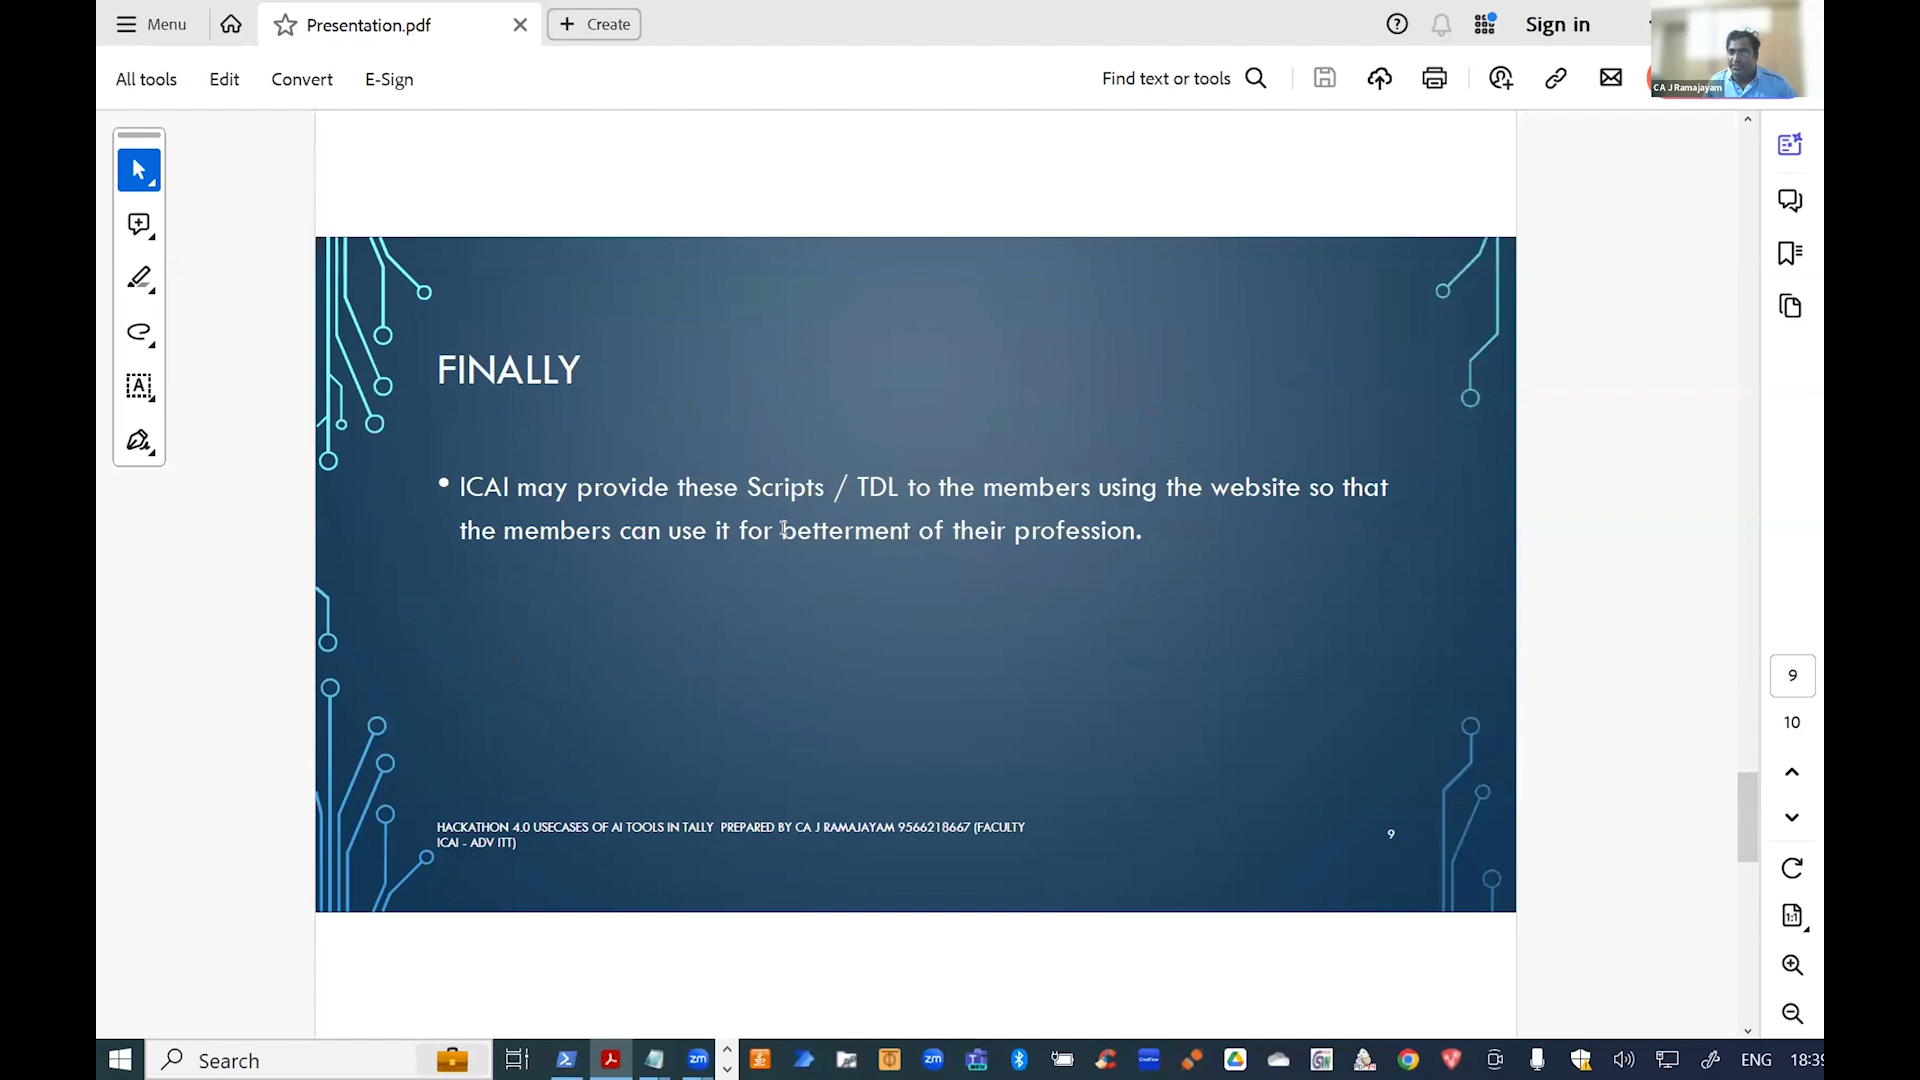 Menu
Presentation.pdf
Create
Sign in
All tools
Edit
Convert
E-Sign
Find text or tools
CA J Ramajayam
FINALLY
• ICAI may provide these Scripts / TDL to the members using the website so that
the members can use it for betterment of their profession.
HACKATHON 4.0 USECASES OF AI TOOLS IN TALLY PREPARED BY CA J RAMAJAYAM 9566218667 (FACULTY
ICAI - ADV ITT)
9
9
10
Search
ENG
18:39